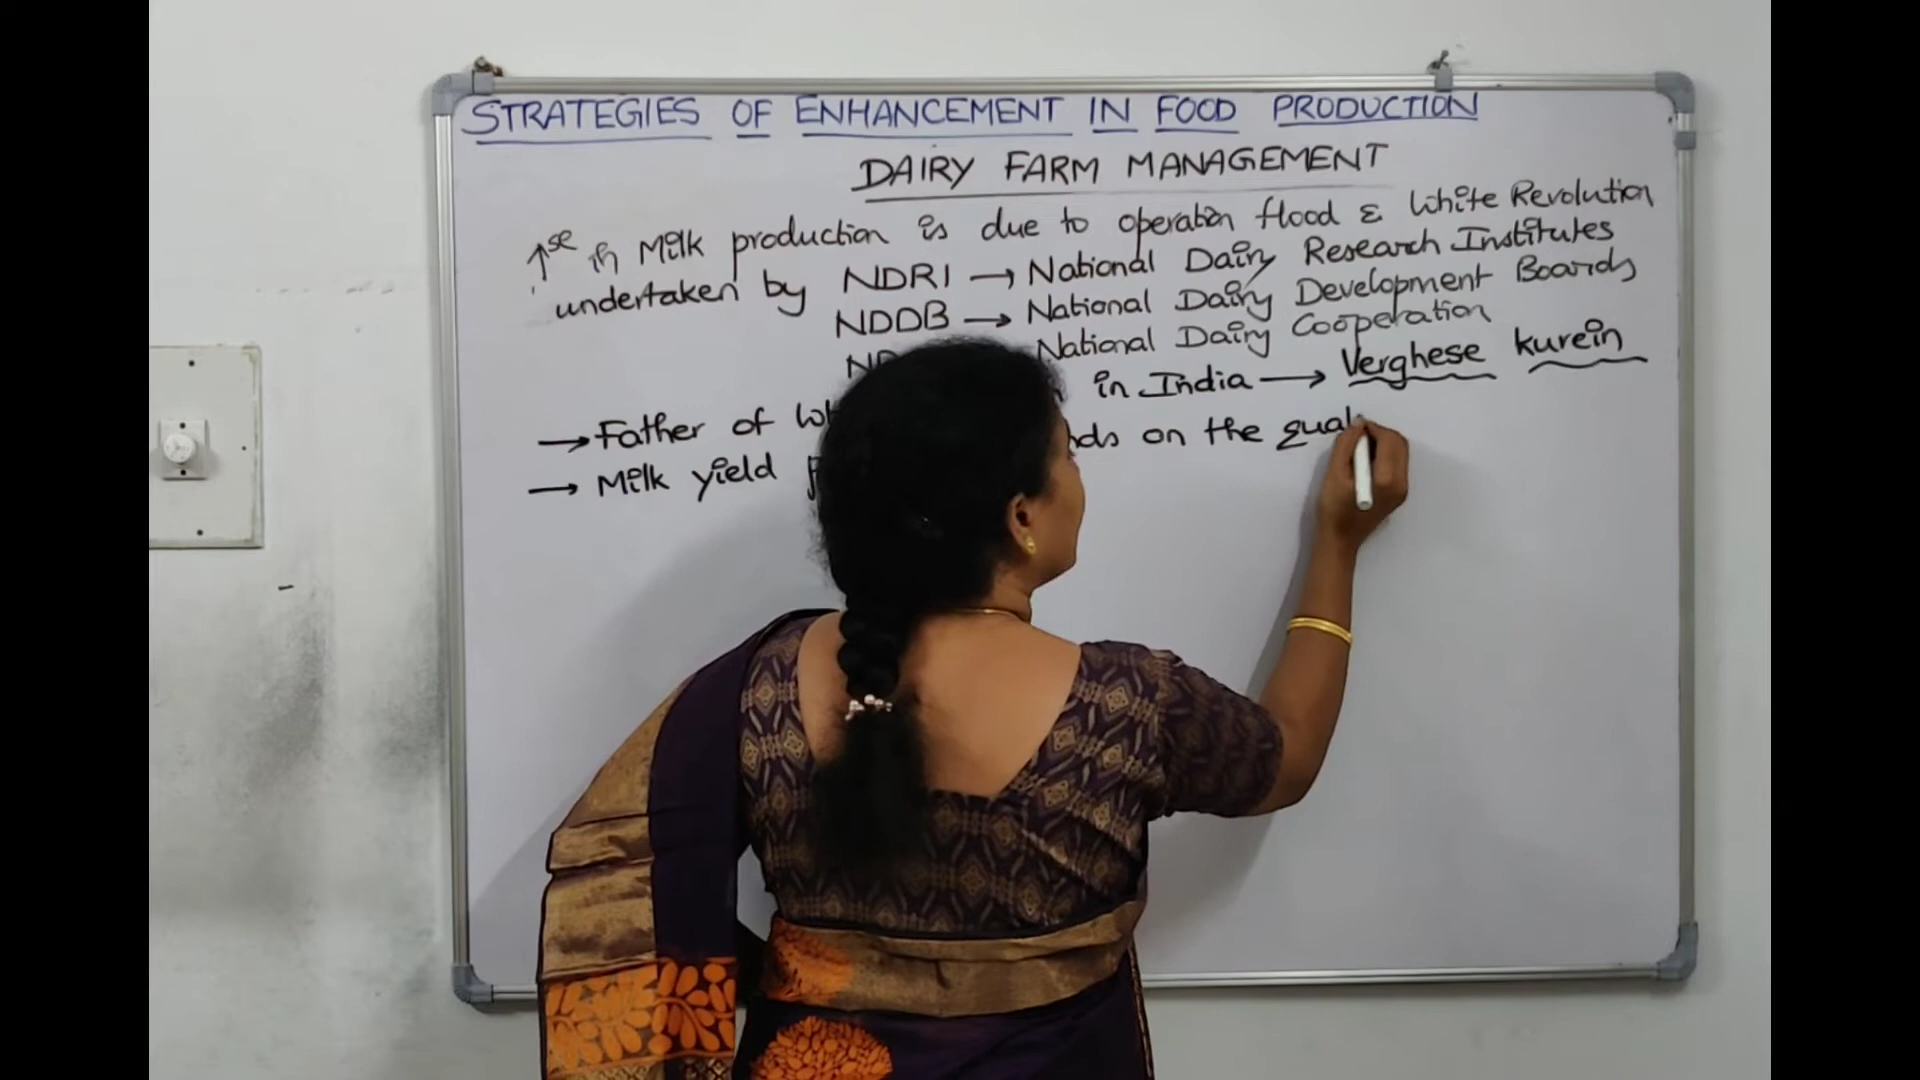 STRATEGIES OF ENHANCEMENT IN FOOD PRODUCTION
DAIRY FARM MANAGEMENT
↑se in Milk production is due to operation flood & White Revolution
undertaken by NDRI → National Dairy Research Institutes
NDDB → National Dairy Development Boards
National Dairy Cooperation
→ Father of in India → Verghese kurein
→ Milk yield on the